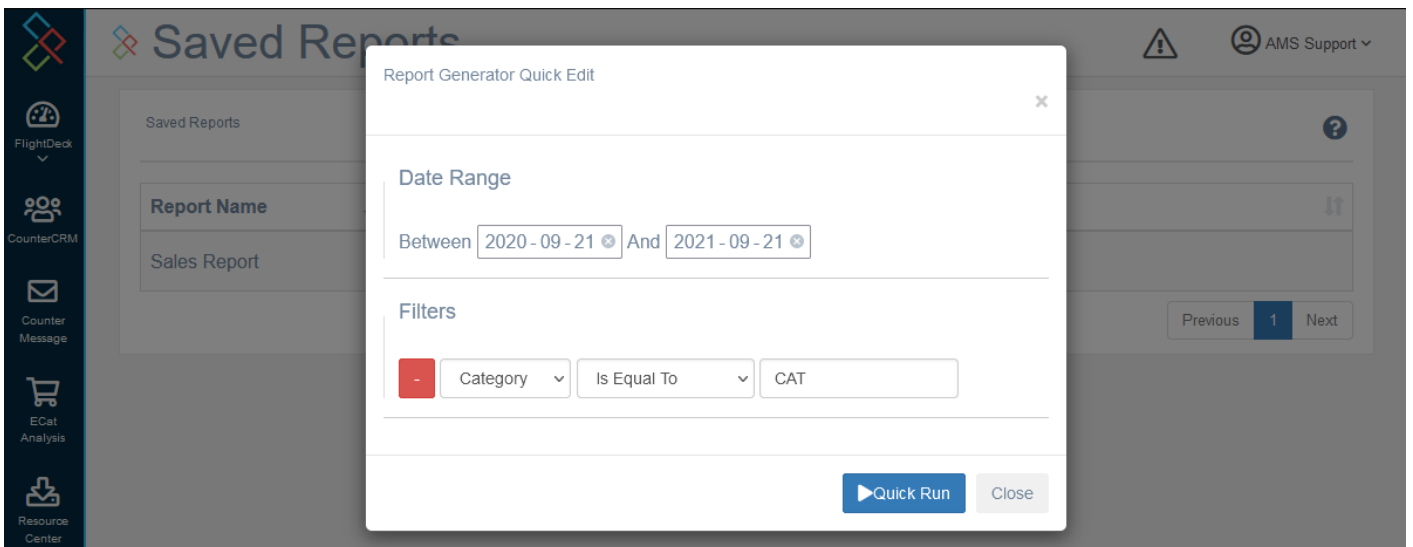 Saved Reports
AMS Support
FlightDeck
CounterCRM
Counter
Message
ECat
Analysis
Resource
Center
Saved Reports
Report Name
Sales Report
Previous 1 Next
Report Generator Quick Edit
×
Date Range
Between 2020-09-21 And 2021-09-21
Filters
- Category Is Equal To CAT
Quick Run Close